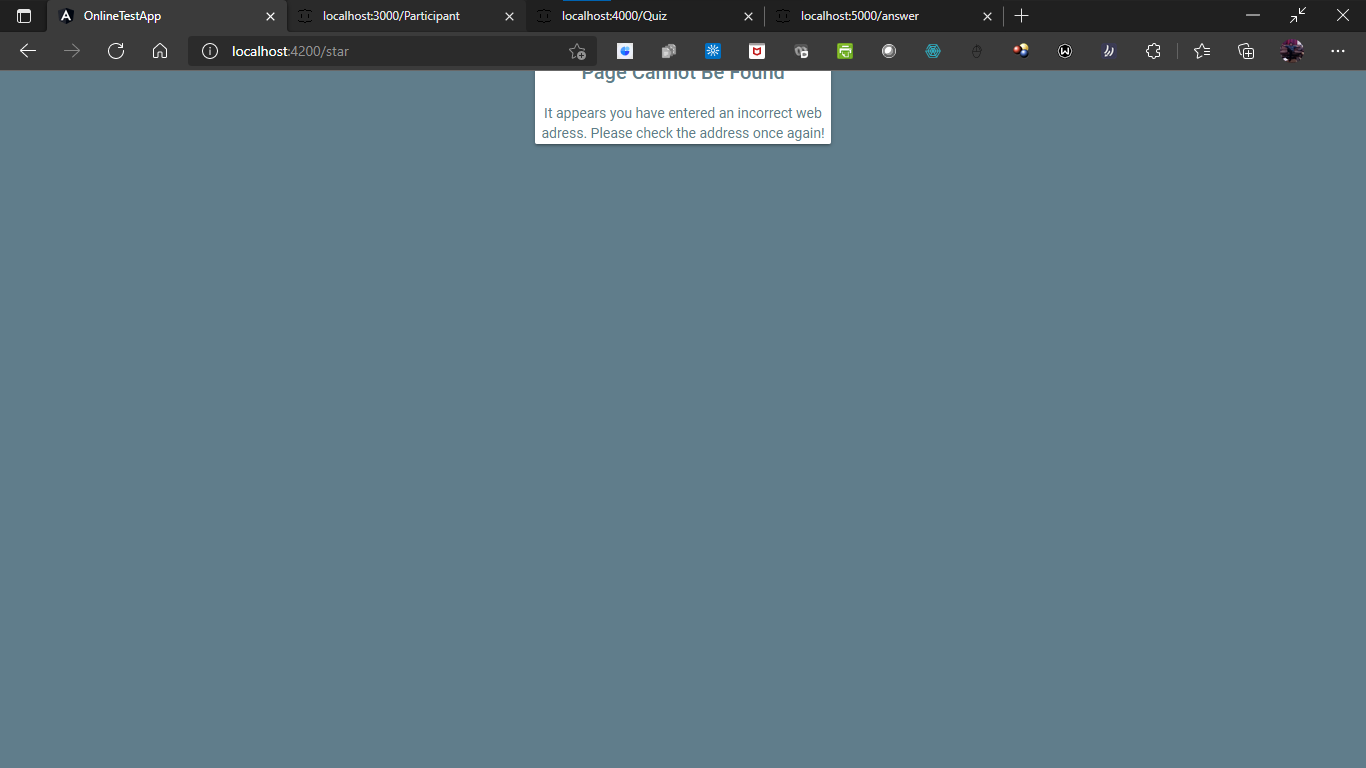 OnlineTestApp
localhost:3000/Participant
localhost:4000/Quiz
localhost:5000/answer
localhost:4200/star
Page Cannot Be Found
It appears you have entered an incorrect web
adress. Please check the address once again!